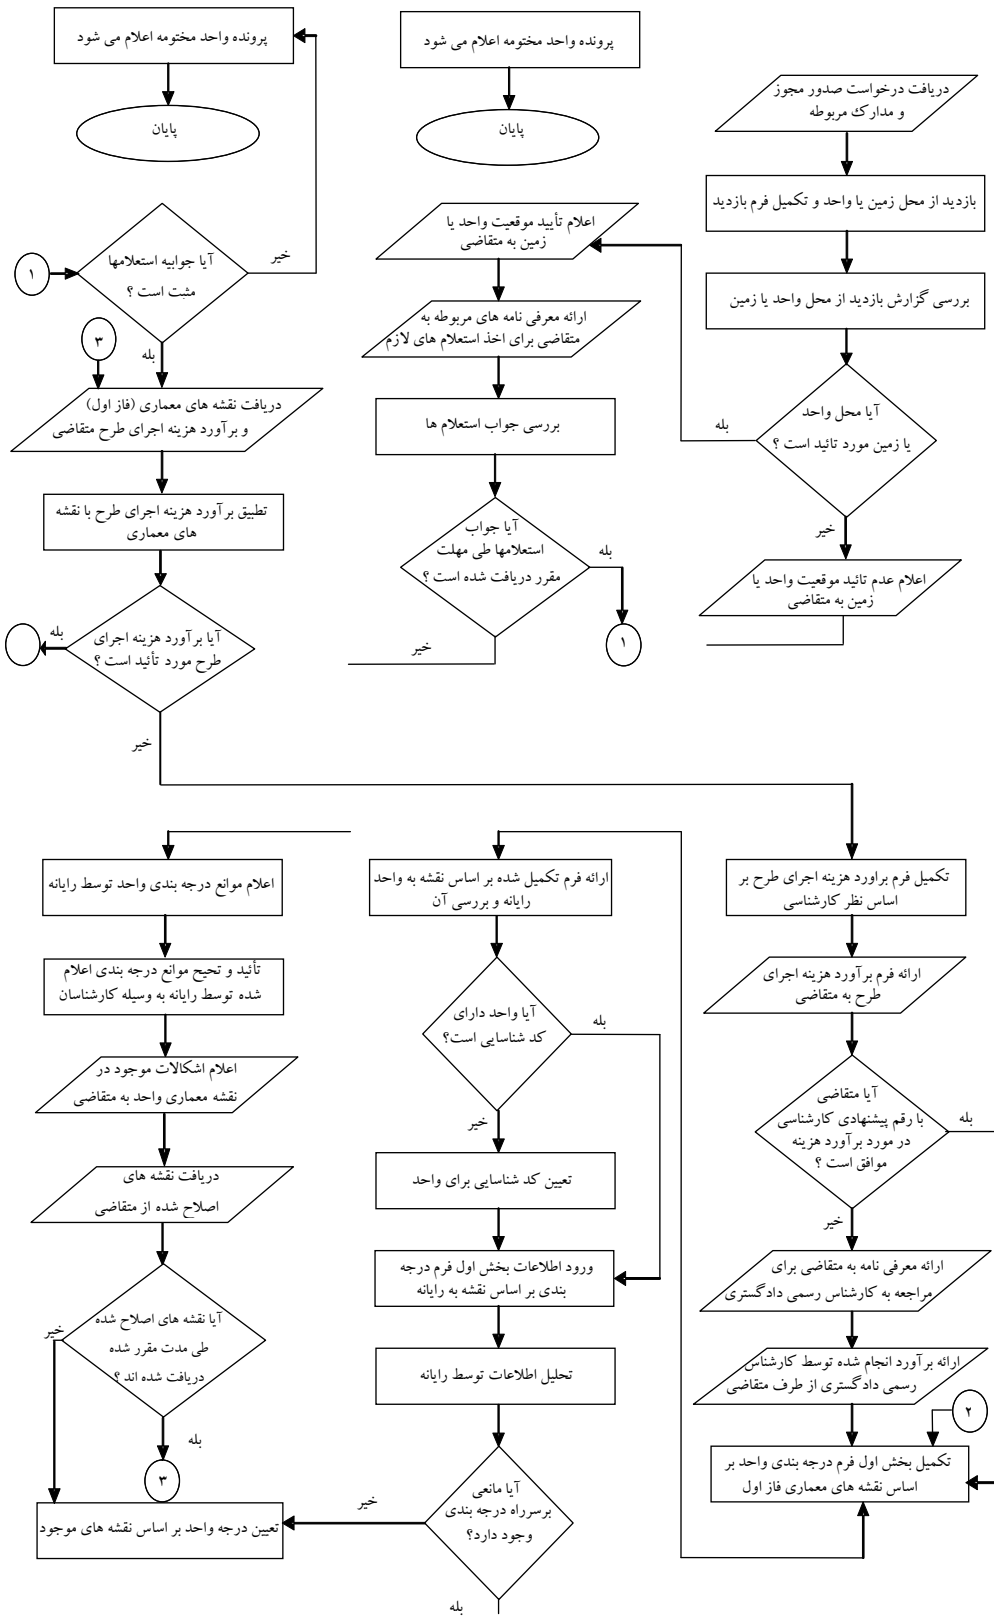 دریافت درخواست صدور مجوز
و مدارك مربوطه
بازدید از محل زمین یا واحد و تکمیل فرم بازدید
بررسی گزارش بازدید از محل واحد یا زمین
آیا محل واحد
یا زمین مورد تائید است ؟
بله
خیر
اعلام عدم تائید موقعیت واحد یا
زمین به متقاضی
پرونده واحد مختومه اعلام می شود
پایان
اعلام تأیید موقعیت واحد یا
زمین به متقاضی
ارائه معرفی نامه های مربوطه به
متقاضی برای اخذ استعلام های لازم
بررسی جواب استعلام ها
آیا جواب
استعلامها طی مهلت
مقرر دریافت شده است ؟
بله
۱
خیر
پرونده واحد مختومه اعلام می شود
پایان
آیا جوابیه استعلامها
مثبت است ؟
خیر
۱
بله
۳
دریافت نقشه های معماری (فاز اول)
و برآورد هزینه اجرای طرح متقاضی
تطبیق برآورد هزینه اجرای طرح با نقشه
های معماری
آیا برآورد هزینه اجرای
طرح مورد تأئید است ؟
بله
خیر
تکمیل فرم براورد هزینه اجرای طرح بر
اساس نظر کارشناسی
ارائه فرم برآورد هزینه اجرای
طرح به متقاضی
آیا متقاضی
با رقم پیشنهادی کارشناسی
در مورد برآورد هزینه
موافق است ؟
بله
خیر
ارائه معرفی نامه به متقاضی برای
مراجعه به کارشناس رسمی دادگستری
ارائه برآورد انجام شده توسط کارشناس
رسمی دادگستری از طرف متقاضی
۲
تکمیل بخش اول فرم درجه بندی واحد بر
اساس نقشه های معماری فاز اول
ارائه فرم تکمیل شده بر اساس نقشه به واحد
رایانه و بررسی آن
آیا واحد دارای
کد شناسایی است؟
بله
خیر
تعیین کد شناسایی برای واحد
ورود اطلاعات بخش اول فرم درجه
بندی بر اساس نقشه به رایانه
تحلیل اطلاعات توسط رایانه
آیا مانعی
برسرراه درجه بندی
وجود دارد؟
خیر
بله
اعلام موانع درجه بندی واحد توسط رایانه
تأئید و تحیح موانع درجه بندی اعلام
شده توسط رایانه به وسیله کارشناسان
اعلام اشکالات موجود در
نقشه معماری واحد به متقاضی
دریافت نقشه های
اصلاح شده از متقاضی
آیا نقشه های اصلاح شده
طی مدت مقرر شده
دریافت شده اند ؟
خیر
بله
۳
تعیین درجه واحد بر اساس نقشه های موجود